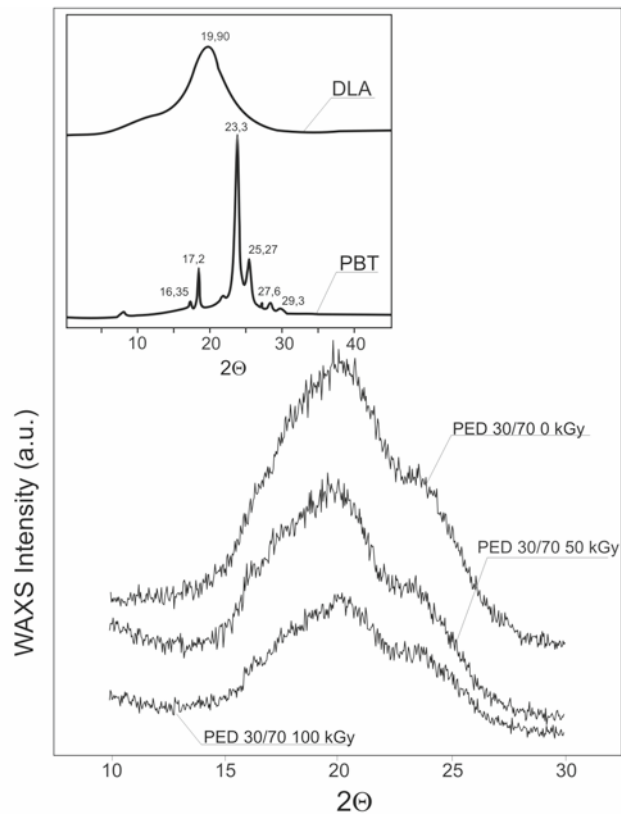 19,90
DLA
23,3
17,2
25,27
16,35
27,6
PBT
29,3
10 20 30 40
2Θ
WAXS Intensity (a.u.)
PED 30/70 0 kGy
PED 30/70 50 kGy
PED 30/70 100 kGy
10 15 20 25 30
2Θ